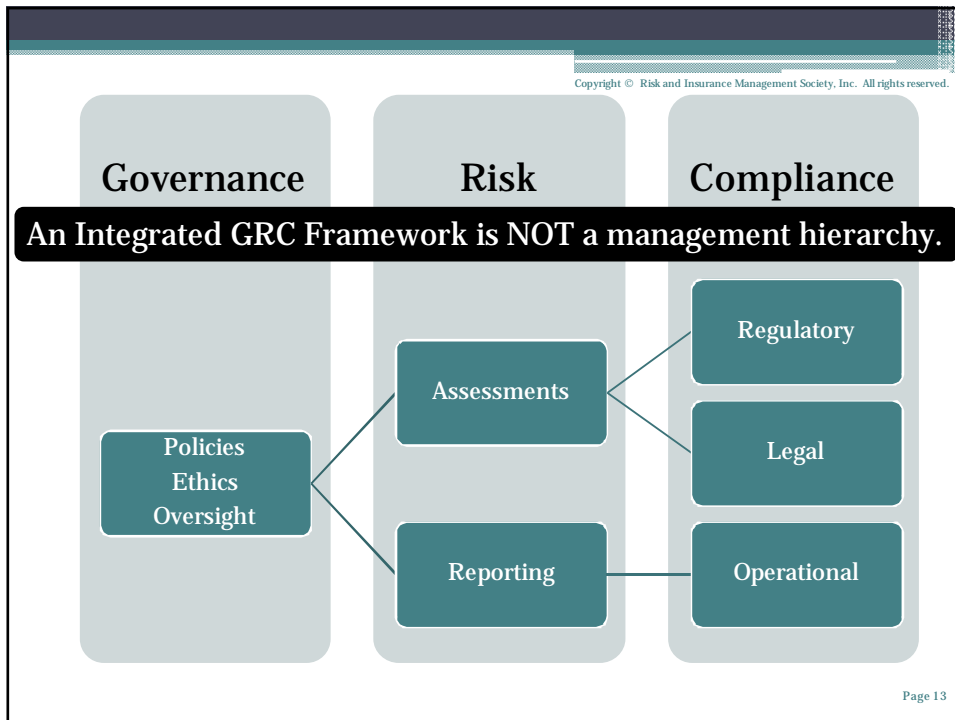 Copyright © Risk and Insurance Management Society, Inc. All rights reserved.
Governance
Risk
Compliance
An Integrated GRC Framework is NOT a management hierarchy.
Policies
Ethics
Oversight
Assessments
Reporting
Regulatory
Legal
Operational
Page 13